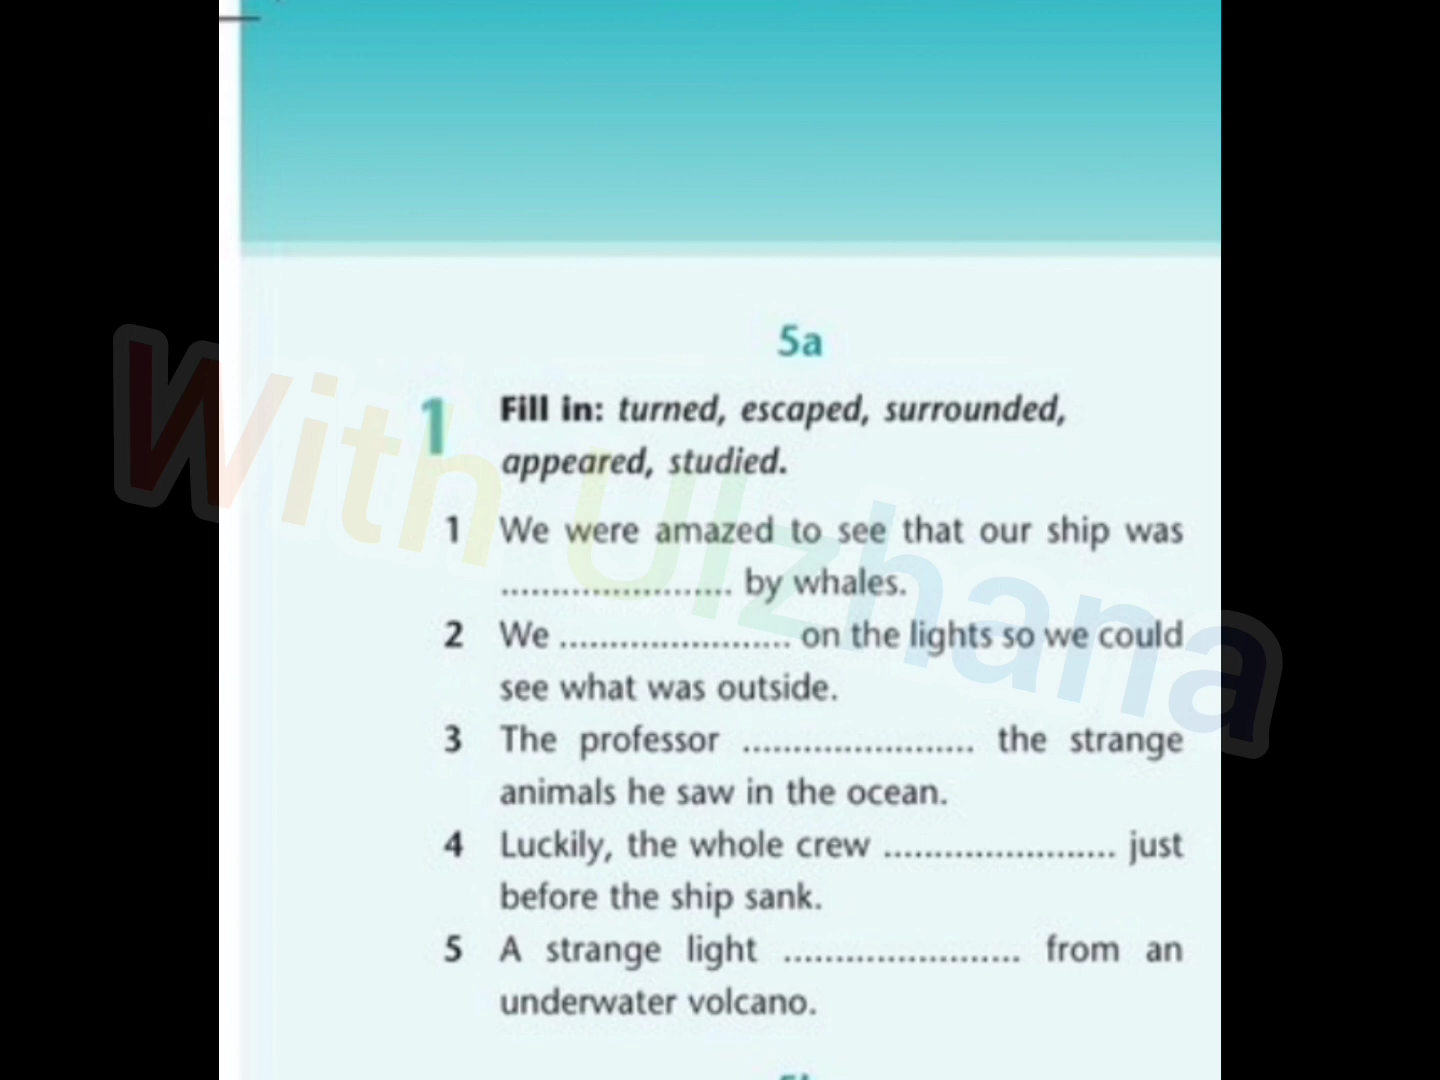 5a
1 Fill in: turned, escaped, surrounded,
appeared, studied.
1 We were amazed to see that our ship was
....................... by whales.
2 We ....................... on the lights so we could
see what was outside.
3 The professor ....................... the strange
animals he saw in the ocean.
4 Luckily, the whole crew ....................... just
before the ship sank.
5 A strange light ....................... from an
underwater volcano.
With Ulzhana